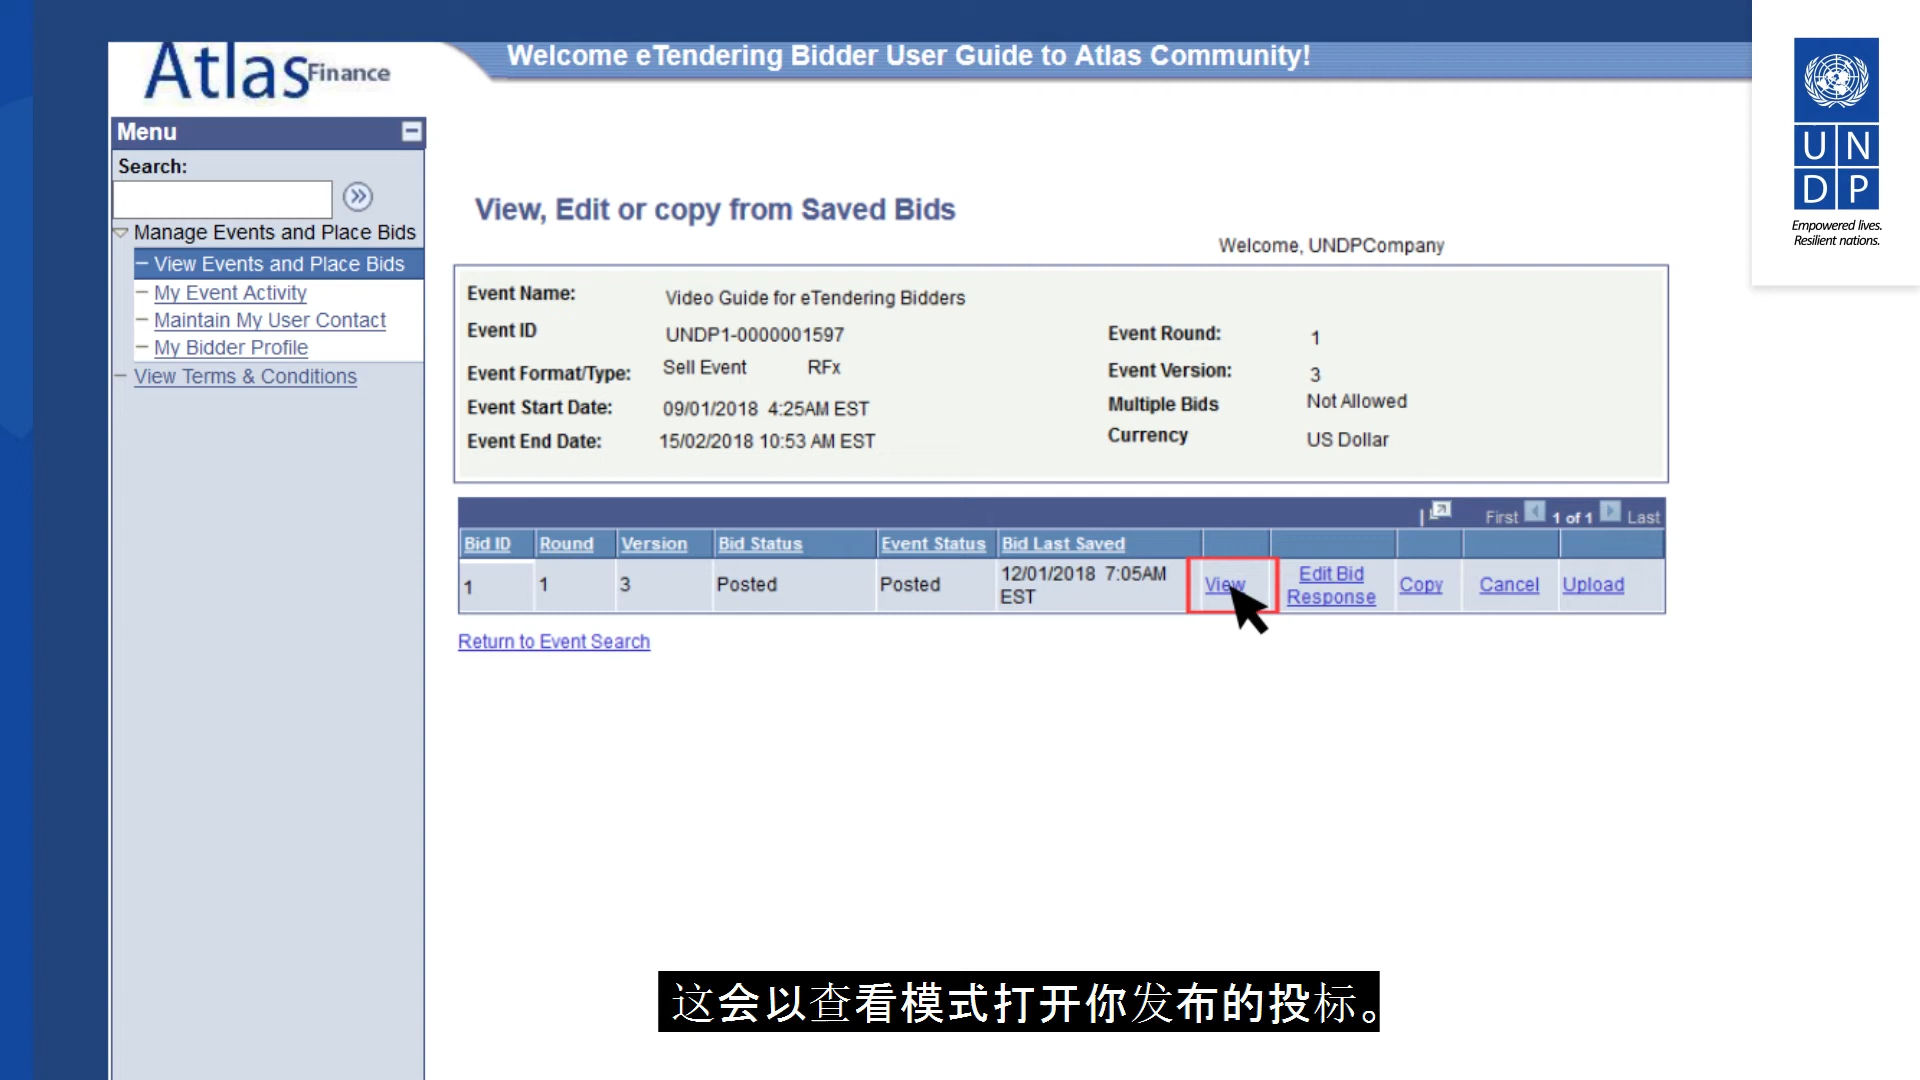 Atlas Finance
Welcome eTendering Bidder User Guide to Atlas Community!
UN
DP
Empowered lives.
Resilient nations.
Menu
Search:
Manage Events and Place Bids
View Events and Place Bids
My Event Activity
Maintain My User Contact
My Bidder Profile
View Terms & Conditions
View, Edit or copy from Saved Bids
Welcome, UNDPCompany
Event Name: Video Guide for eTendering Bidders
Event ID UNDP1-0000001597 Event Round: 1
Event Format/Type: Sell Event RFx Event Version: 3
Event Start Date: 09/01/2018 4:25AM EST Multiple Bids Not Allowed
Event End Date: 15/02/2018 10:53 AM EST Currency US Dollar
First 1 of 1 Last
Bid ID Round Version Bid Status Event Status Bid Last Saved
1 1 3 Posted Posted 12/01/2018 7:05AM EST View Edit Bid Response Copy Cancel Upload
Return to Event Search
这会以查看模式打开你发布的投标。